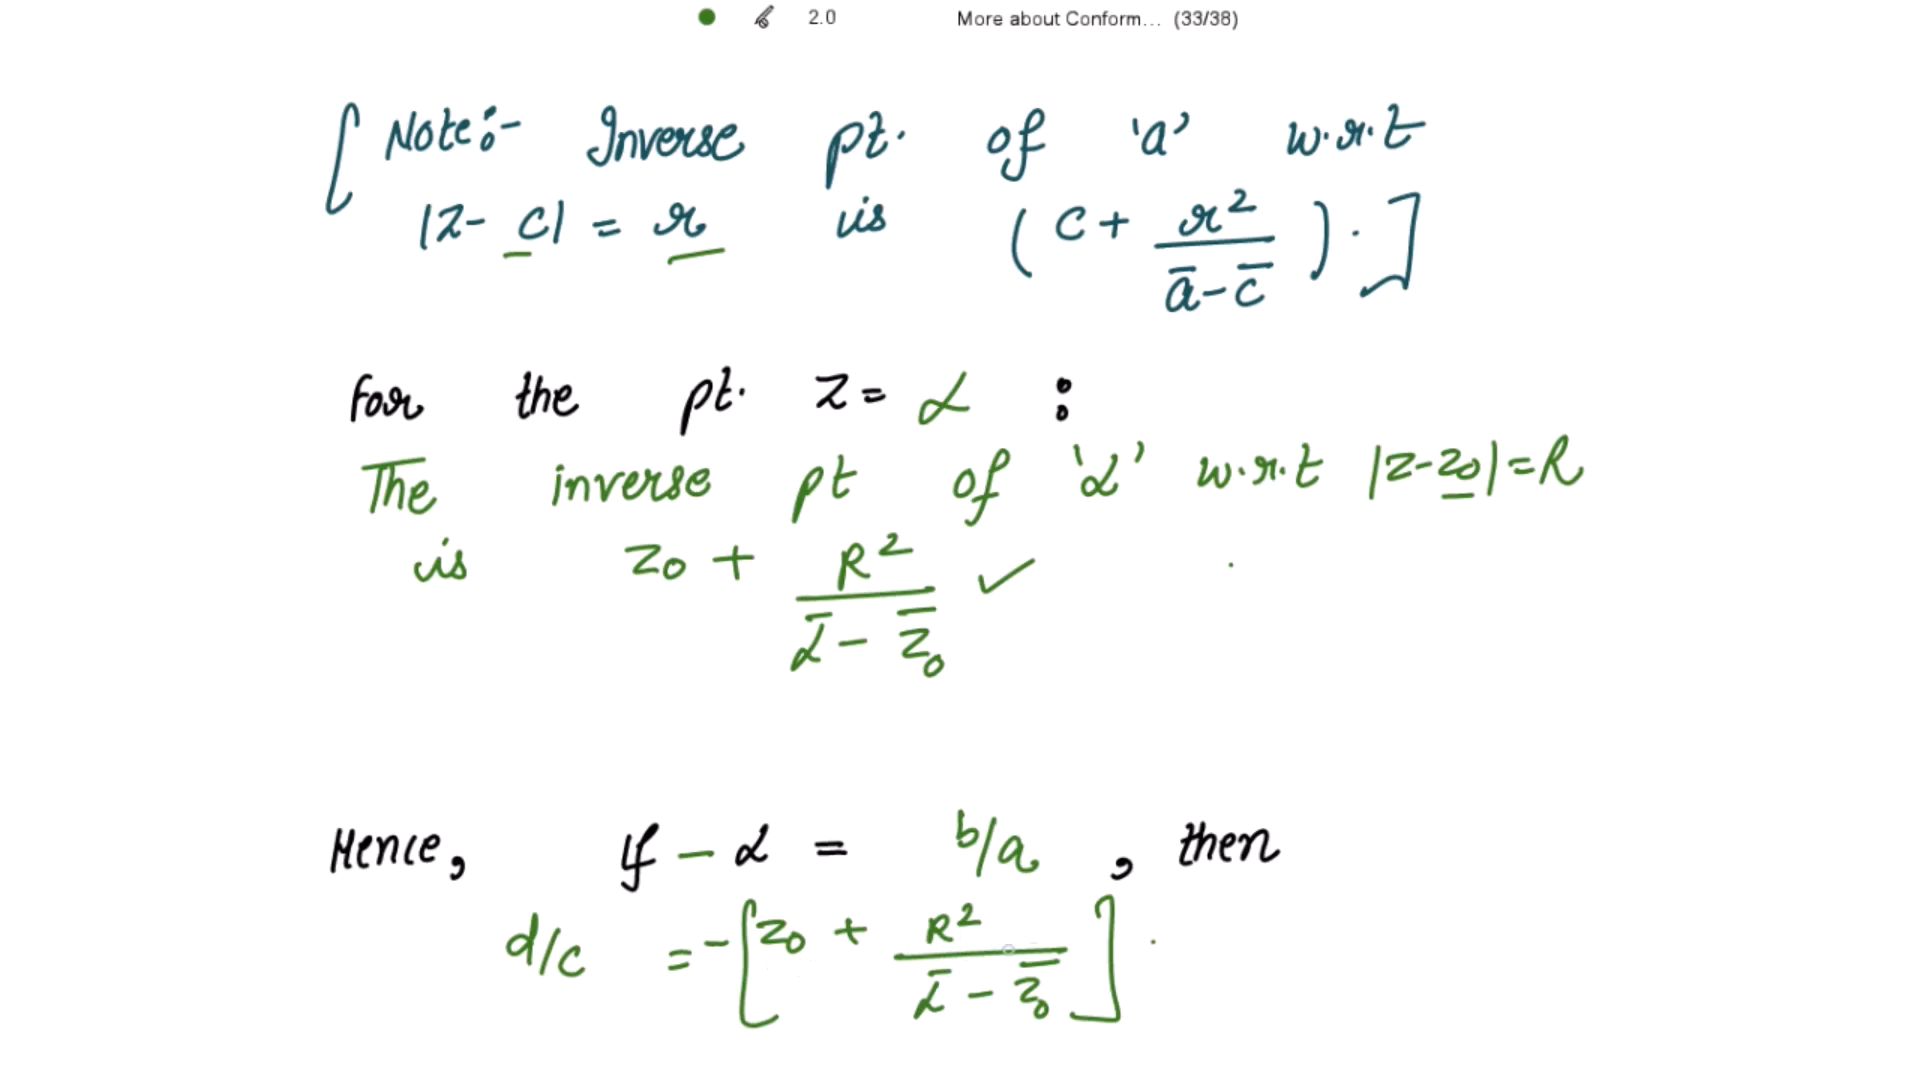 2.0 More about Conform... (33/38)
[ Note:- Inverse pt. of 'a' w.r.t
|z-c| = r is (c + r²/(a̅-c̅)). ]
For the pt. z = α :
The inverse pt of 'α' w.r.t |z-z₀|=R
is z₀ + R²/(α̅ - z̅₀) ✓
Hence, if -α = b/a, then
d/c = -[z₀ + R²/(α̅ - z̅₀)].